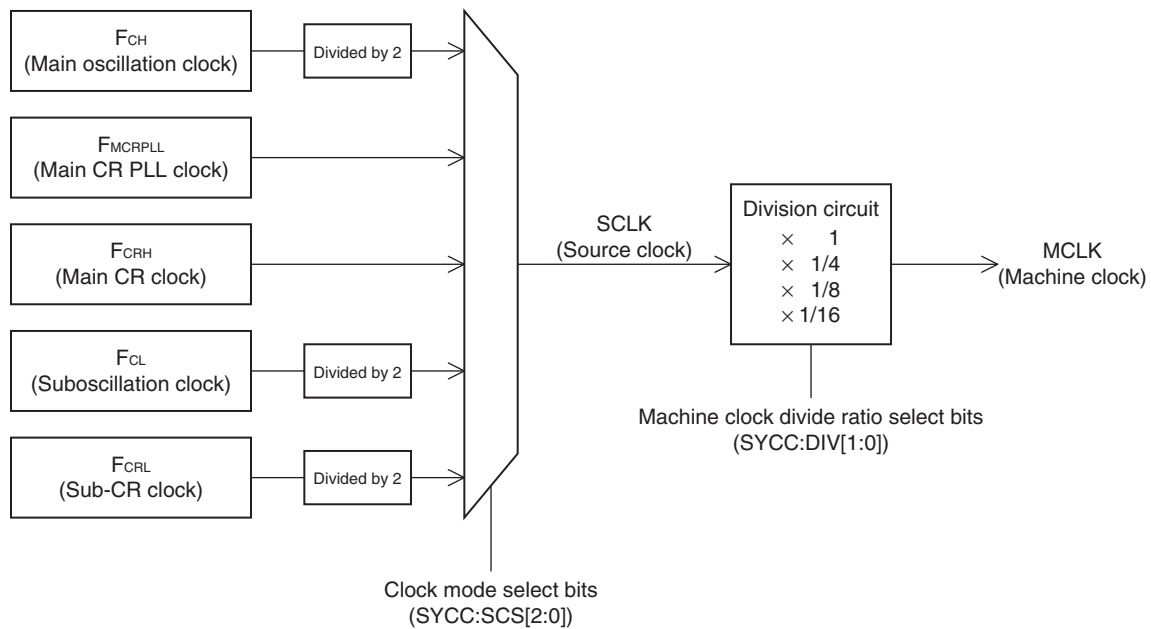 FCH
(Main oscillation clock)
Divided by 2
FMCRPLL
(Main CR PLL clock)
FCRH
(Main CR clock)
FCL
(Suboscillation clock)
Divided by 2
FCRL
(Sub-CR clock)
Divided by 2
Clock mode select bits
(SYCC:SCS[2:0])
SCLK
(Source clock)
Division circuit
× 1
× 1/4
× 1/8
× 1/16
Machine clock divide ratio select bits
(SYCC:DIV[1:0])
MCLK
(Machine clock)